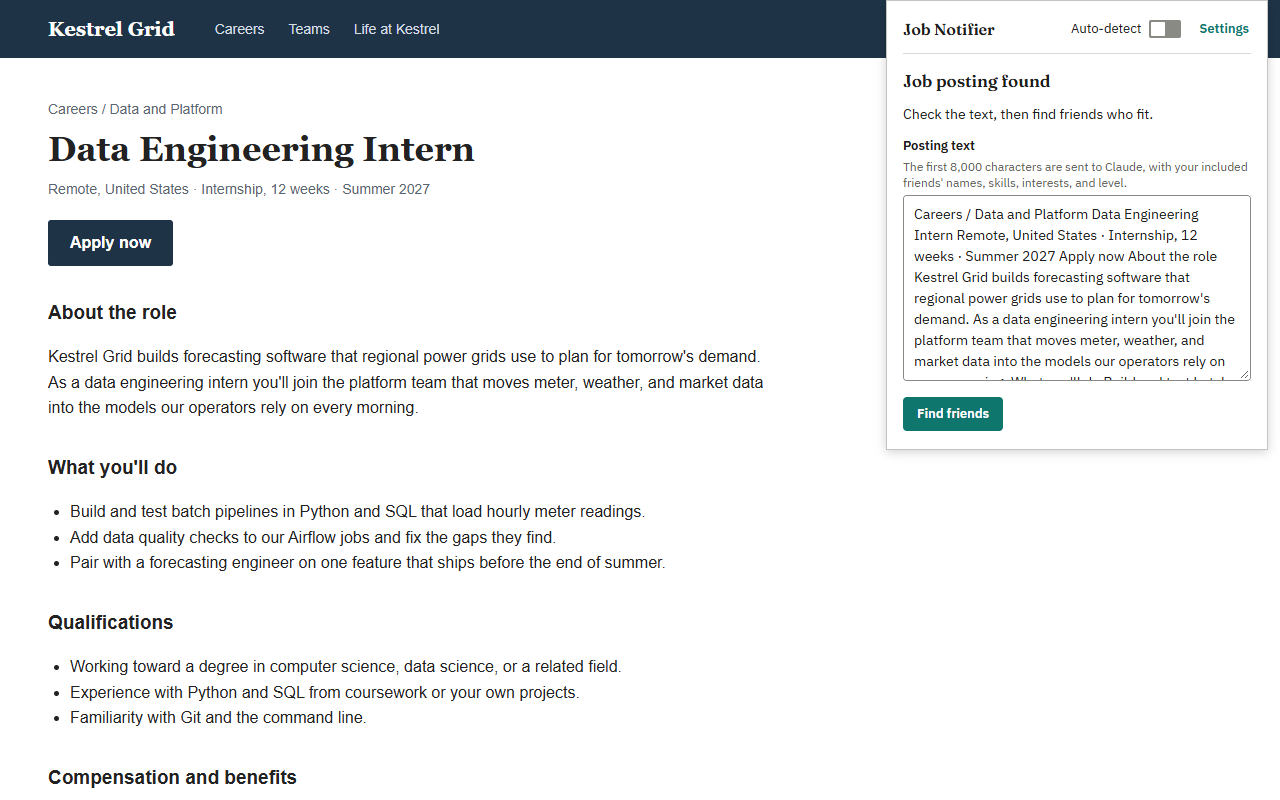 Kestrel Grid
Careers
Teams
Life at Kestrel
Careers / Data and Platform
Data Engineering Intern
Remote, United States · Internship, 12 weeks · Summer 2027
Apply now
About the role
Kestrel Grid builds forecasting software that regional power grids use to plan for tomorrow's demand.
As a data engineering intern you'll join the platform team that moves meter, weather, and market data
into the models our operators rely on every morning.
What you'll do
• Build and test batch pipelines in Python and SQL that load hourly meter readings.
• Add data quality checks to our Airflow jobs and fix the gaps they find.
• Pair with a forecasting engineer on one feature that ships before the end of summer.
Qualifications
• Working toward a degree in computer science, data science, or a related field.
• Experience with Python and SQL from coursework or your own projects.
• Familiarity with Git and the command line.
Compensation and benefits
Job Notifier
Auto-detect
Settings
Job posting found
Check the text, then find friends who fit.
Posting text
The first 8,000 characters are sent to Claude, with your included
friends' names, skills, interests, and level.
Careers / Data and Platform Data Engineering
Intern Remote, United States · Internship, 12
weeks · Summer 2027 Apply now About the role
Kestrel Grid builds forecasting software that
regional power grids use to plan for tomorrow's
demand. As a data engineering intern you'll join the
platform team that moves meter, weather, and
market data into the models our operators rely on
Find friends